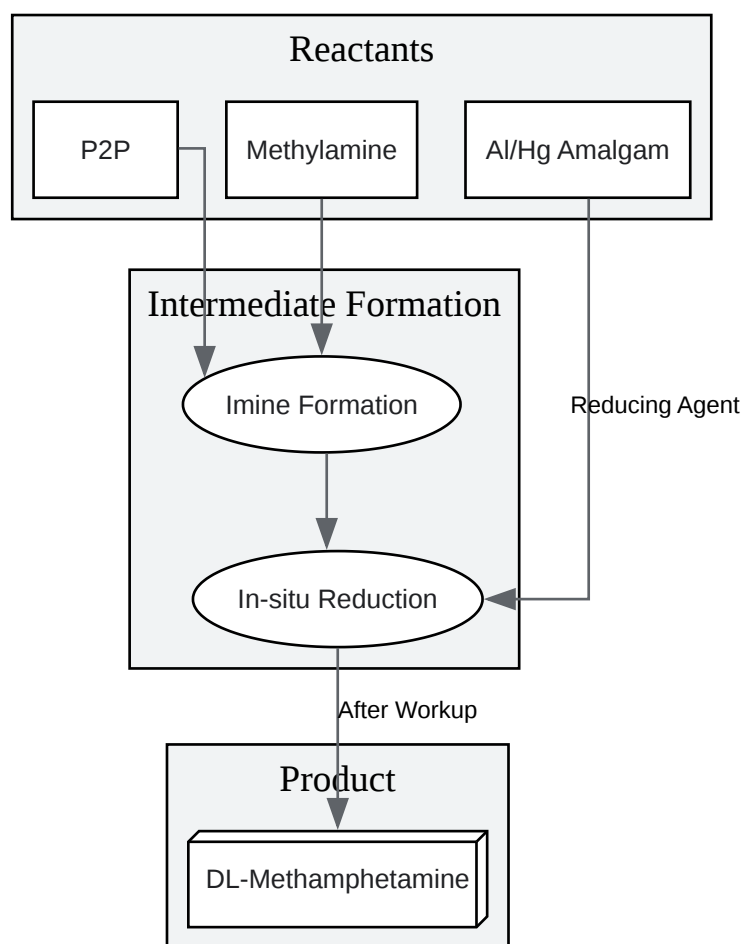 Reactants
P2P
Methylamine
Al/Hg Amalgam
Intermediate Formation
Imine Formation
Reducing Agent
In-situ Reduction
After Workup
Product
DL-Methamphetamine